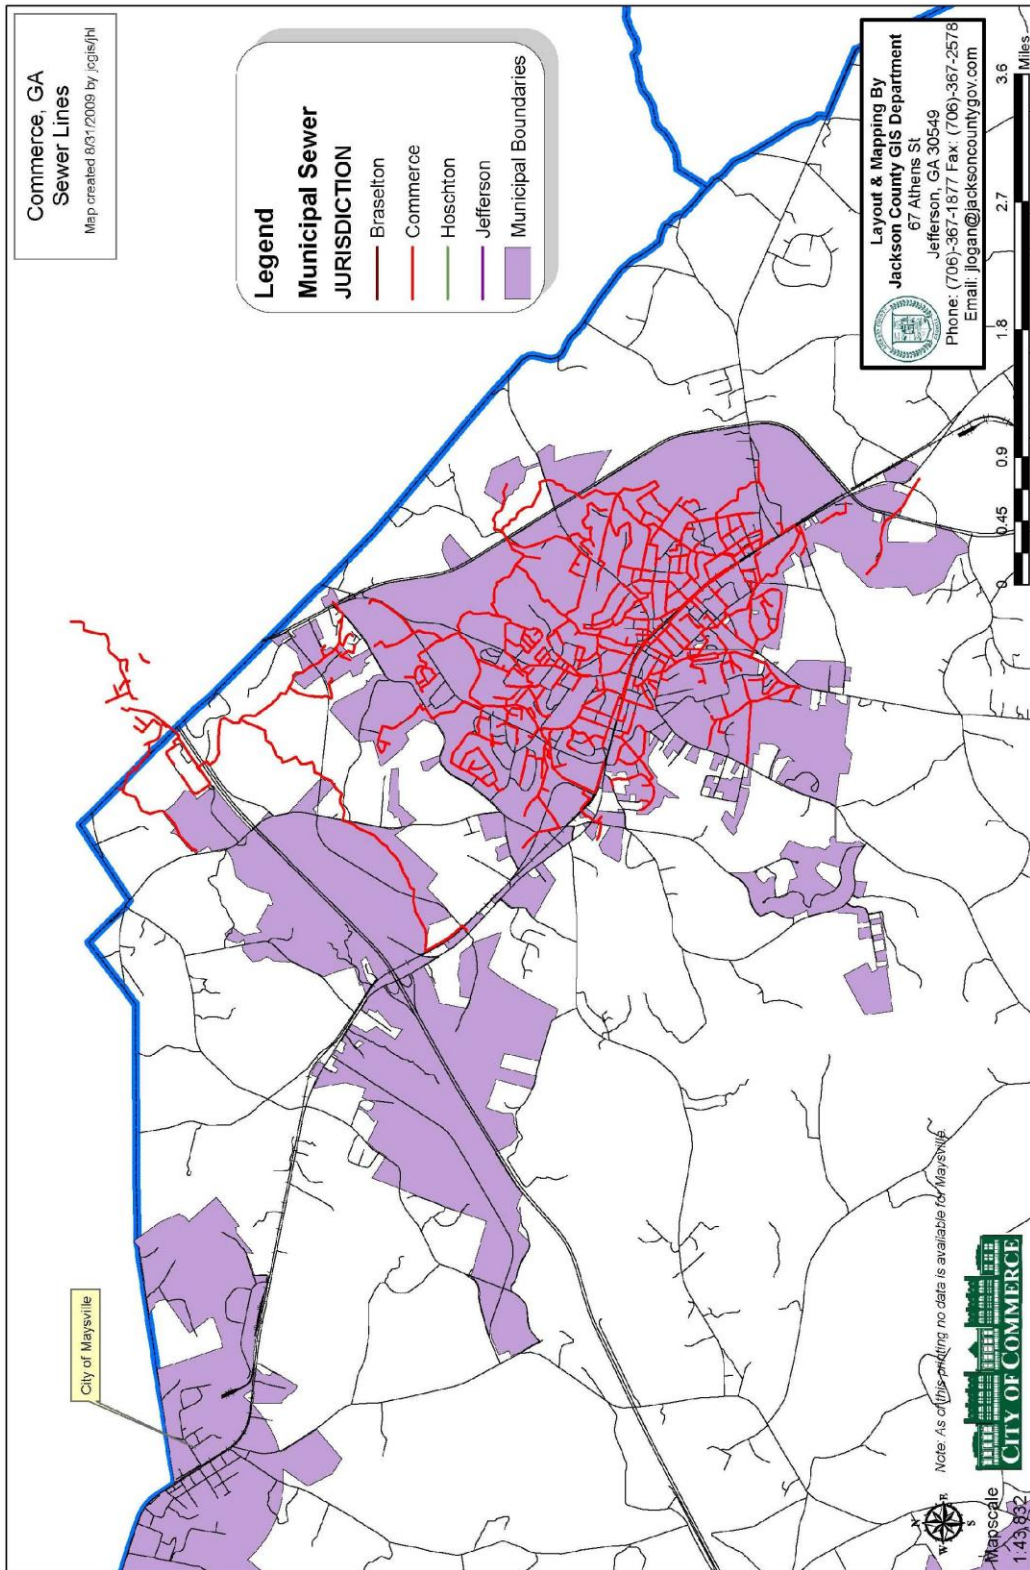 Commerce, GA
Sewer Lines
Map created 8/31/2009 by jcgis/jhl
Legend
Municipal Sewer
JURISDICTION
Braselton
Commerce
Hoschton
Jefferson
Municipal Boundaries
City of Maysville
Layout & Mapping By
Jackson County GIS Department
67 Athens St
Jefferson, GA 30549
Phone: (706)-367-1877 Fax: (706)-367-2578
Email: jlogan@jacksoncountygov.com
Note: As of this printing no data is available for Maysville.
N
W E
S
CITY OF COMMERCE
Mapscale
1:43,832
0 0.45 0.9 1.8 2.7 3.6
Miles